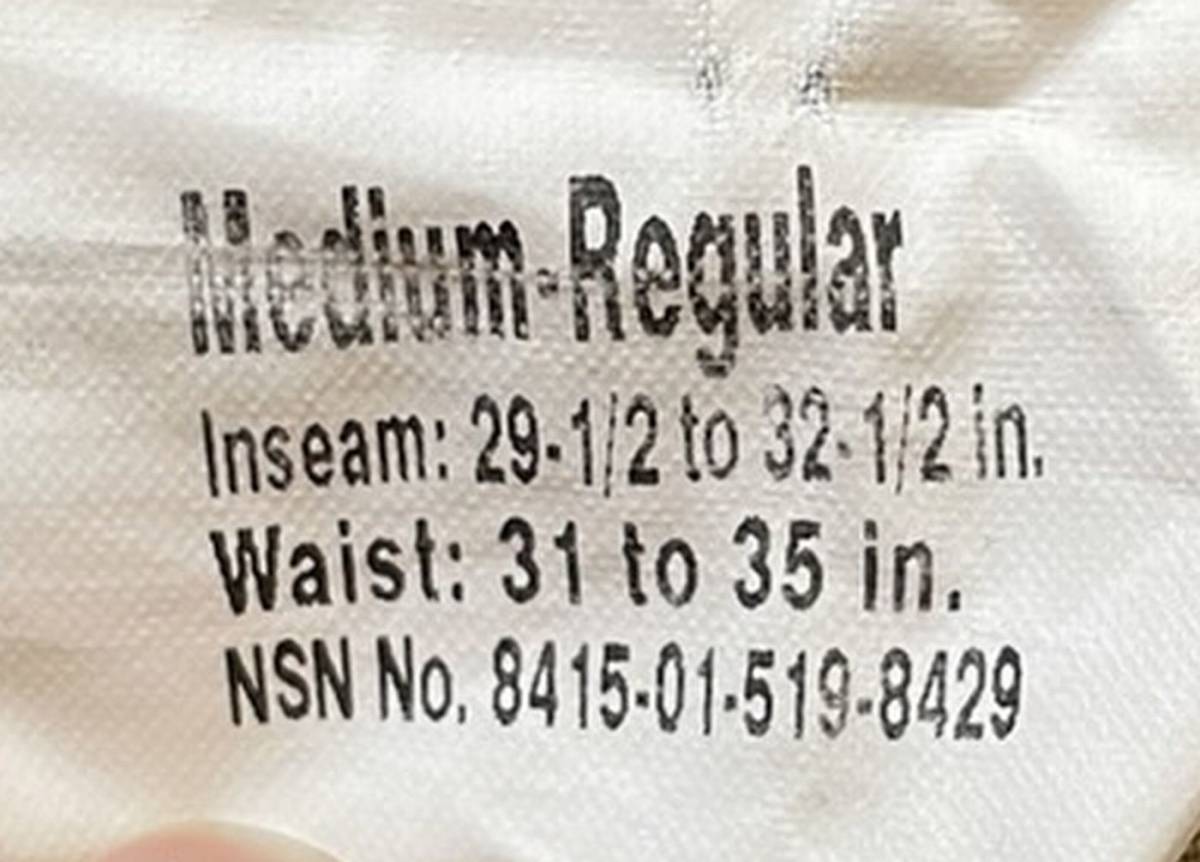 Medium-Regular
Inseam: 29-1/2 to 32-1/2 in.
Waist: 31 to 35 in.
NSN No. 8415-01-519-8429